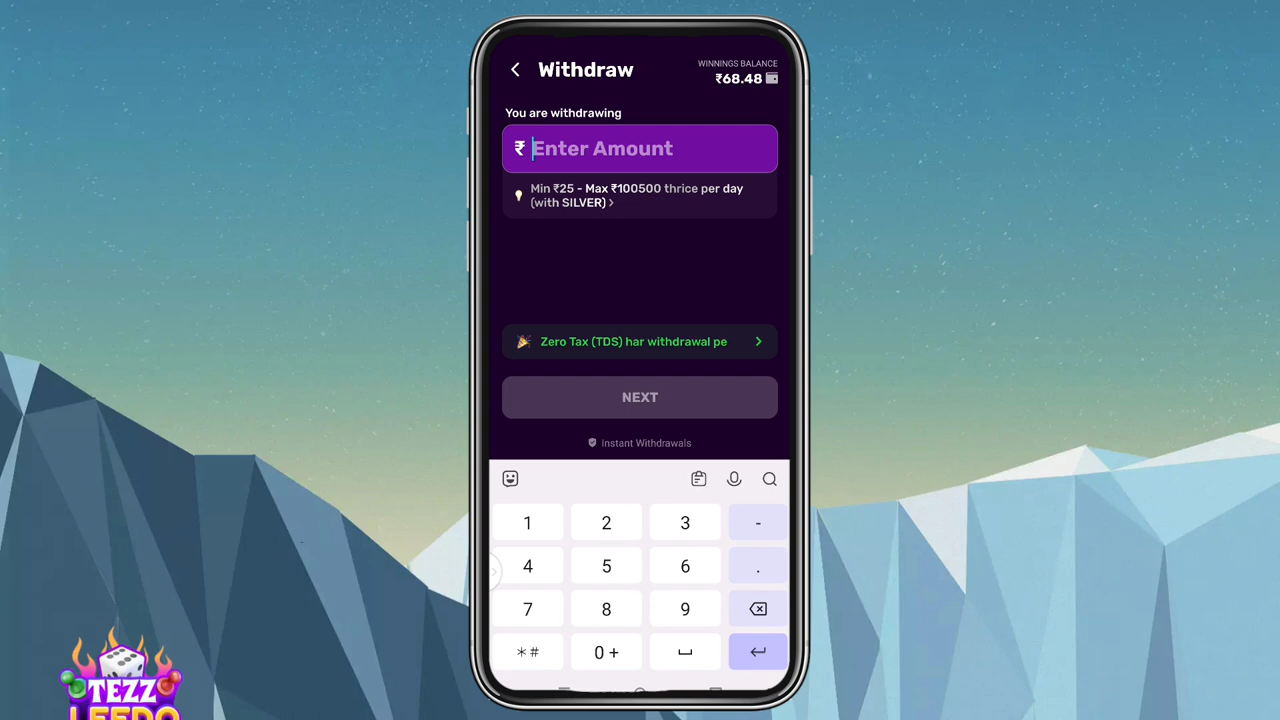 Withdraw
WINNINGS BALANCE
₹68.48
You are withdrawing
₹ Enter Amount
Min ₹25 - Max ₹100500 thrice per day
(with SILVER) >
Zero Tax (TDS) har withdrawal pe >
NEXT
Instant Withdrawals
1 2 3 -
4 5 6 .
7 8 9
*# 0 +
TEZZ
LEEDO